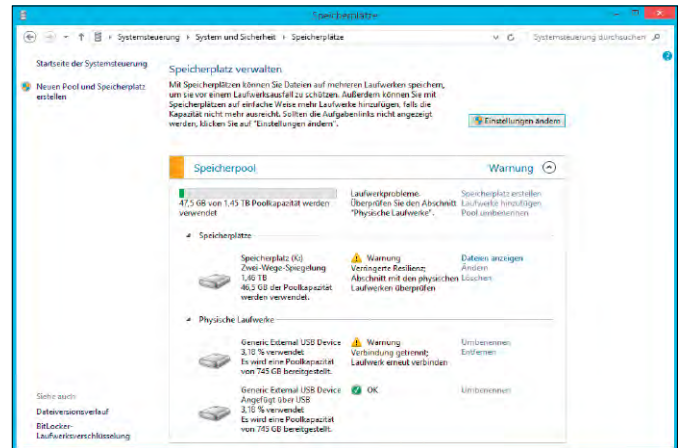 Speicherplätze
Systemsteuerung › System und Sicherheit › Speicherplätze
Systemsteuerung durchsuchen
Startseite der Systemsteuerung
Neuen Pool und Speicherplatz
erstellen
Speicherplatz verwalten
Mit Speicherplätzen können Sie Dateien auf mehreren Laufwerken speichern,
um sie vor einem Laufwerksausfall zu schützen. Außerdem können Sie mit
Speicherplätzen auf einfache Weise mehr Laufwerke hinzufügen, falls die
Kapazität nicht mehr ausreicht. Sollten die Aufgabenlinks nicht angezeigt
werden, klicken Sie auf "Einstellungen ändern".
Einstellungen ändern
Speicherpool
Warnung
47,5 GB von 1,45 TB Poolkapazität werden
verwendet
Laufwerkprobleme.
Überprüfen Sie den Abschnitt
"Physische Laufwerke".
Speicherplatz erstellen
Laufwerke hinzufügen
Pool umbenennen
Speicherplätze
Speicherplatz (K:)
Zwei-Wege-Spiegelung
1,46 TB
46,5 GB der Poolkapazität
werden verwendet.
Warnung
Verringerte Resilienz;
Abschnitt mit den physischen
Laufwerken überprüfen
Dateien anzeigen
Ändern
Löschen
Physische Laufwerke
Generic External USB Device
3,18 % verwendet
Es wird eine Poolkapazität
von 745 GB bereitgestellt.
Warnung
Verbindung getrennt;
Laufwerk erneut verbinden
Umbenennen
Entfernen
Generic External USB Device
Angefügt über USB
3,18 % verwendet
Es wird eine Poolkapazität
von 745 GB bereitgestellt.
OK
Umbenennen
Siehe auch
Dateiversionsverlauf
BitLocker-
Laufwerksverschlüsselung